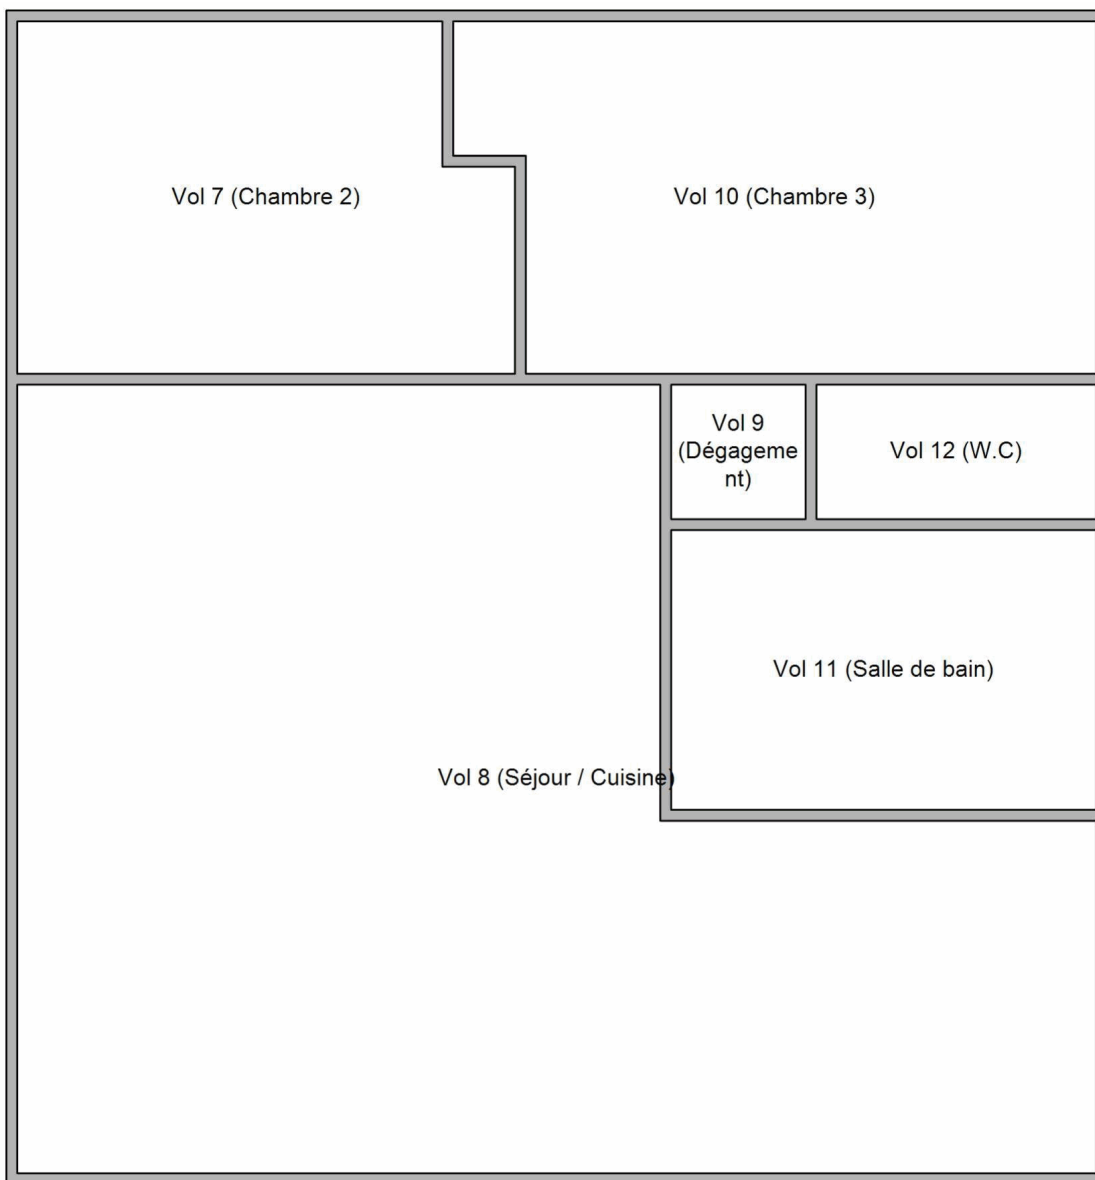 Vol 7 (Chambre 2)
Vol 10 (Chambre 3)
Vol 9
(Dégageme
nt)
Vol 12 (W.C)
Vol 11 (Salle de bain)
Vol 8 (Séjour / Cuisine)